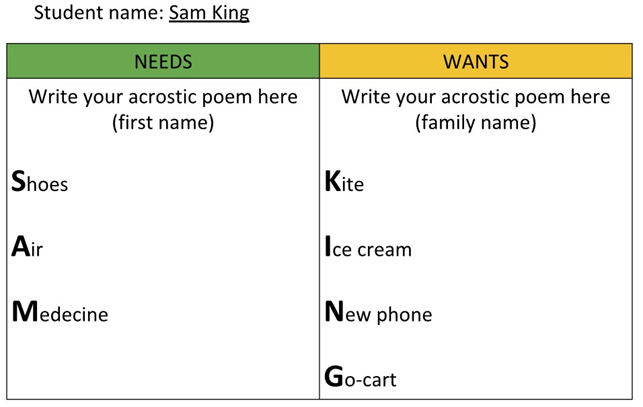 Student name: Sam King
NEEDS
WANTS
Write your acrostic poem here
(first name)
Shoes
Air
Medecine
Write your acrostic poem here
(family name)
Kite
Ice cream
New phone
Go-cart